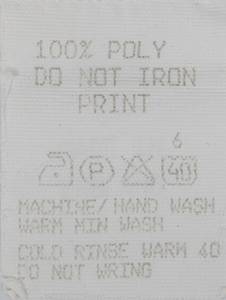 100% POLY
DO NOT IRON
PRINT
6
P 40
MACHINE/HAND WASH
WARM MIN WASH
COLD RINSE WARM 40
DO NOT WRING